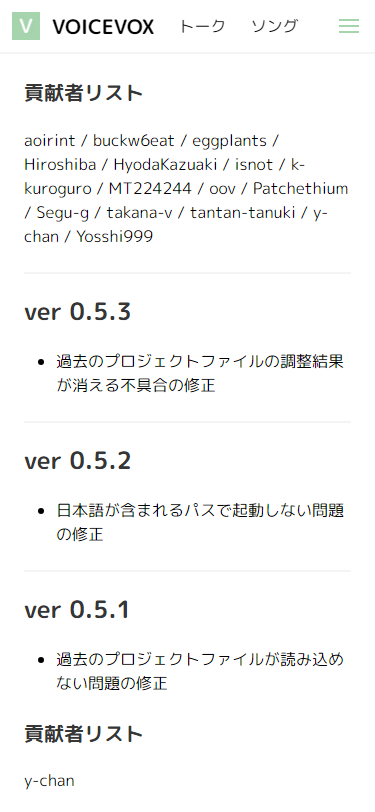 V VOICEVOX トーク ソング
貢献者リスト
aoirint / buckw6eat / eggplants /
Hiroshiba / HyodaKazuaki / isnot / k-
kuroguro / MT224244 / oov / Patchethium
/ Segu-g / takana-v / tantan-tanuki / y-
chan / Yosshi999
ver 0.5.3
• 過去のプロジェクトファイルの調整結果
が消える不具合の修正
ver 0.5.2
• 日本語が含まれるパスで起動しない問題
の修正
ver 0.5.1
• 過去のプロジェクトファイルが読み込め
ない問題の修正
貢献者リスト
y-chan